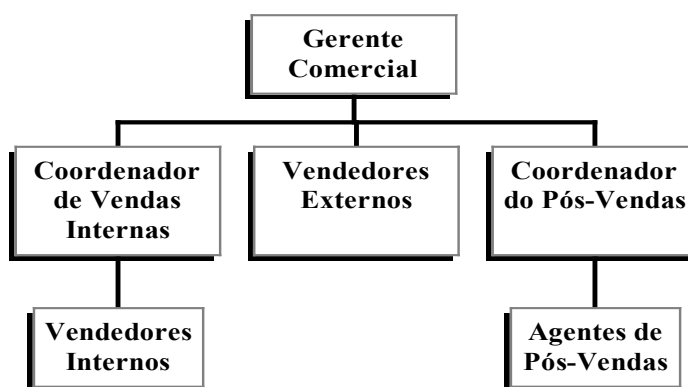 Gerente
Comercial
Coordenador
de Vendas
Internas
Vendedores
Externos
Coordenador
do Pós-Vendas
Vendedores
Internos
Agentes de
Pós-Vendas